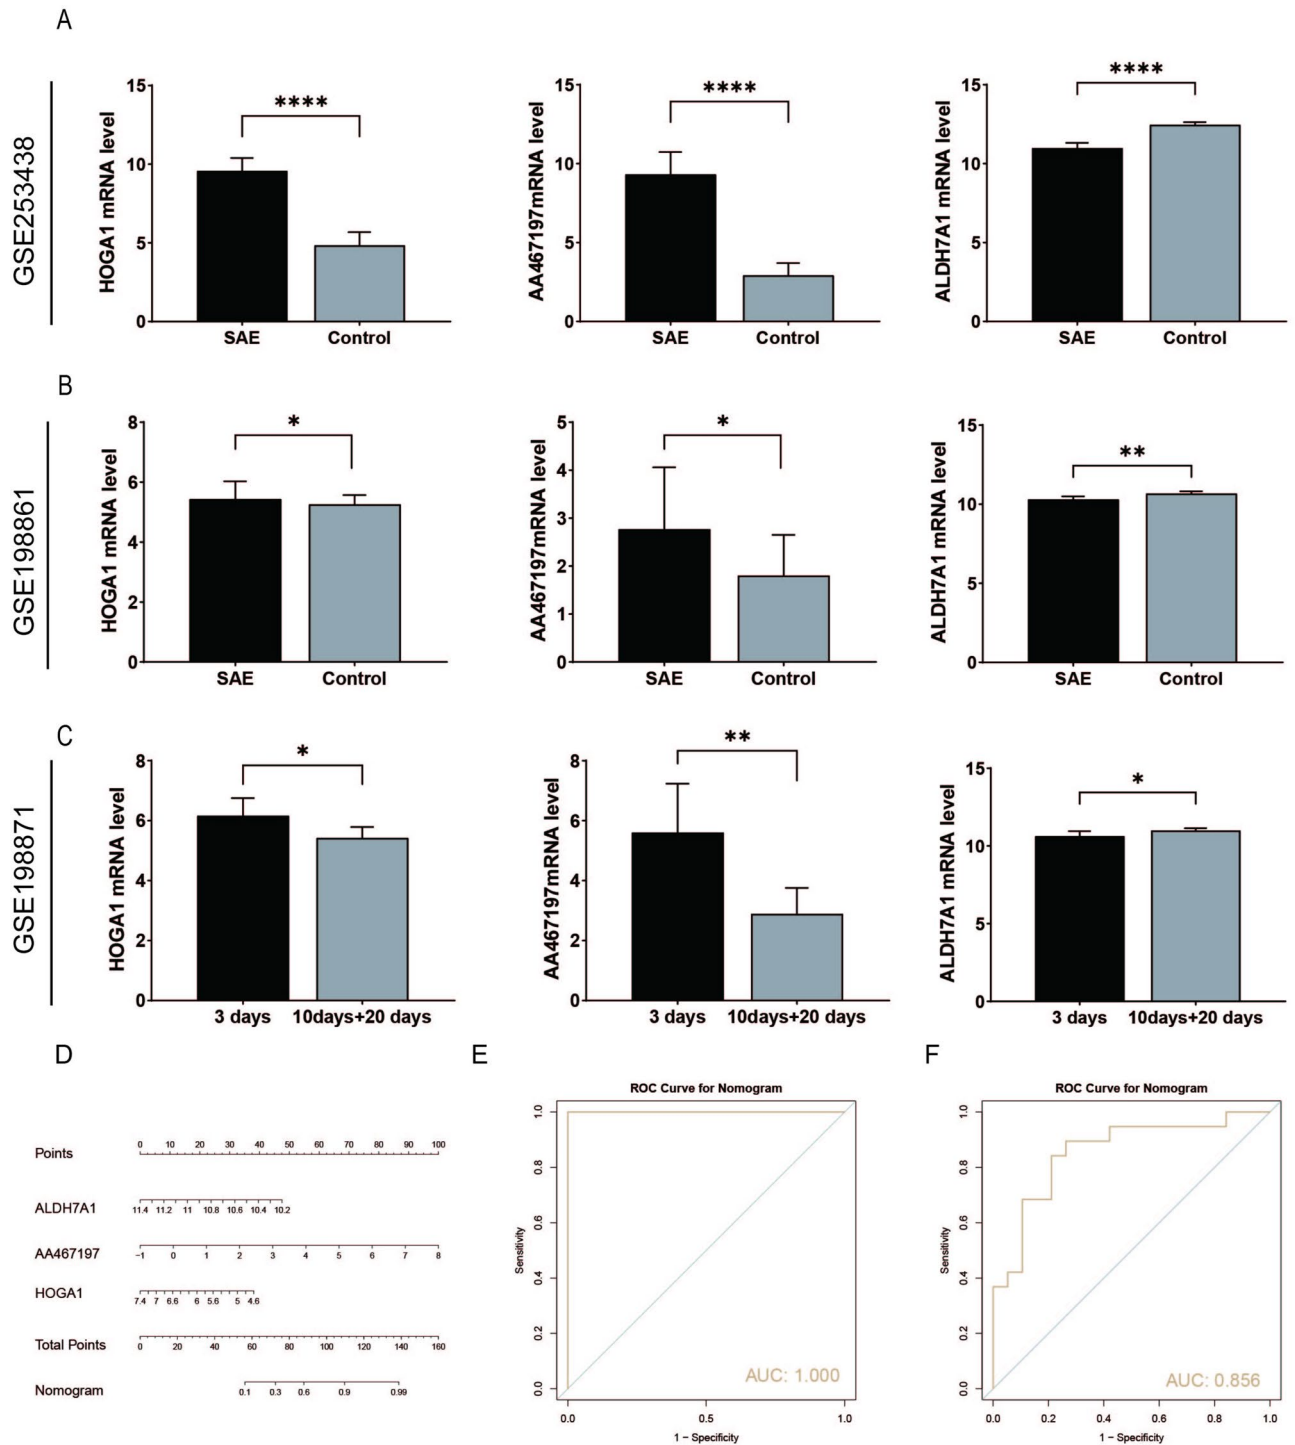 A
GSE253438
HOGA1 mRNA level
15
10
5
0
****
SAE Control
AA467197mRNA level
15
10
5
0
****
SAE Control
ALDH7A1 mRNA level
15
10
5
0
****
SAE Control
B
GSE198861
HOGA1 mRNA level
8
6
4
2
0
*
SAE Control
AA467197mRNA level
5
4
3
2
1
0
*
SAE Control
ALDH7A1 mRNA level
15
10
5
0
**
SAE Control
C
GSE198871
HOGA1 mRNA level
8
6
4
2
0
*
3 days 10days+20 days
AA467197mRNA level
8
6
4
2
0
**
3 days 10days+20 days
ALDH7A1 mRNA level
15
10
5
0
*
3 days 10days+20 days
D
Points 0 10 20 30 40 50 60 70 80 90 100
ALDH7A1 11.4 11.2 11 10.8 10.6 10.4 10.2
AA467197 −1 0 1 2 3 4 5 6 7 8
HOGA1 7.4 7 6.6 6 5.6 5 4.6
Total Points 0 20 40 60 80 100 120 140 160
Nomogram 0.1 0.3 0.6 0.9 0.99
E
ROC Curve for Nomogram
Sensitivity
1.0
0.8
0.6
0.4
0.2
0.0
AUC: 1.000
0.0 0.5 1.0
1 − Specificity
F
ROC Curve for Nomogram
Sensitivity
1.0
0.8
0.6
0.4
0.2
0.0
AUC: 0.856
0.0 0.2 0.4 0.6 0.8 1.0
1 − Specificity